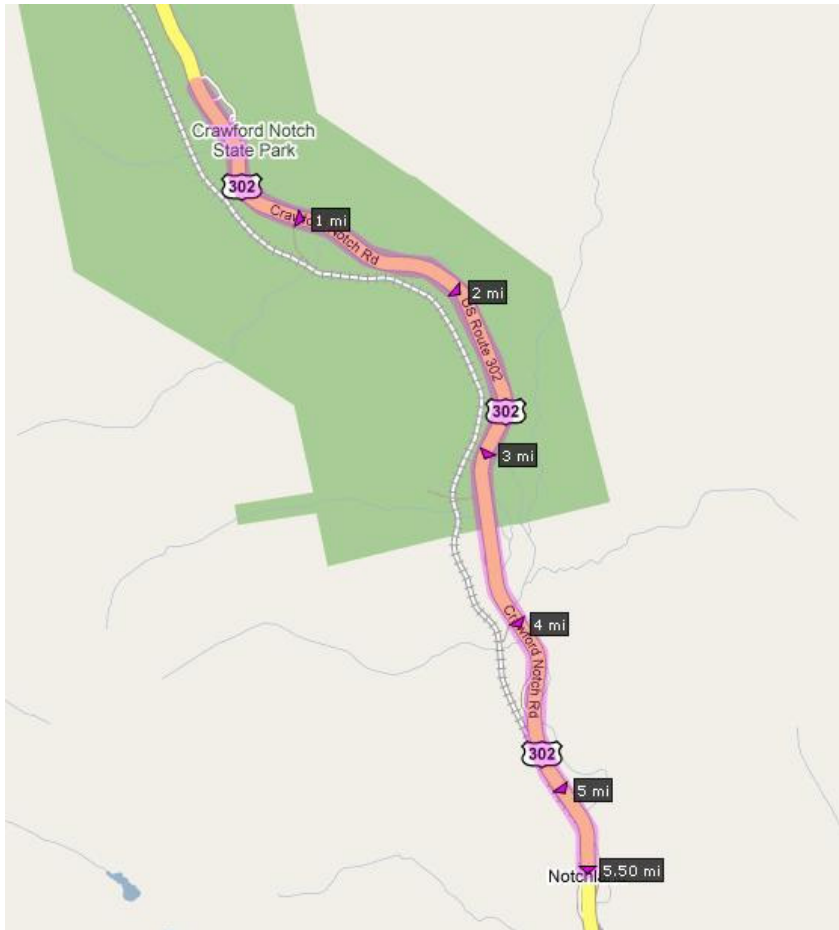 Crawford Notch
State Park
302
1 mi
Crawford Notch Rd
2 mi
US Route 302
302
3 mi
4 mi
Crawford Notch Rd
302
5 mi
5.50 mi